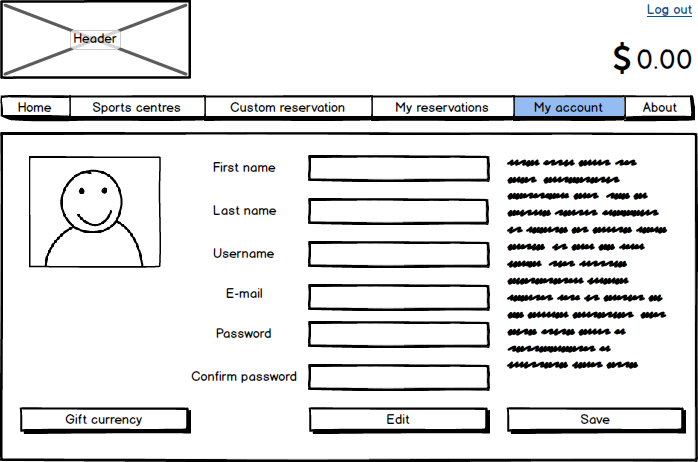 Log out
Header
$ 0.00
Home Sports centres Custom reservation My reservations My account About
First name
Last name
Username
E-mail
Password
Confirm password
Gift currency Edit Save